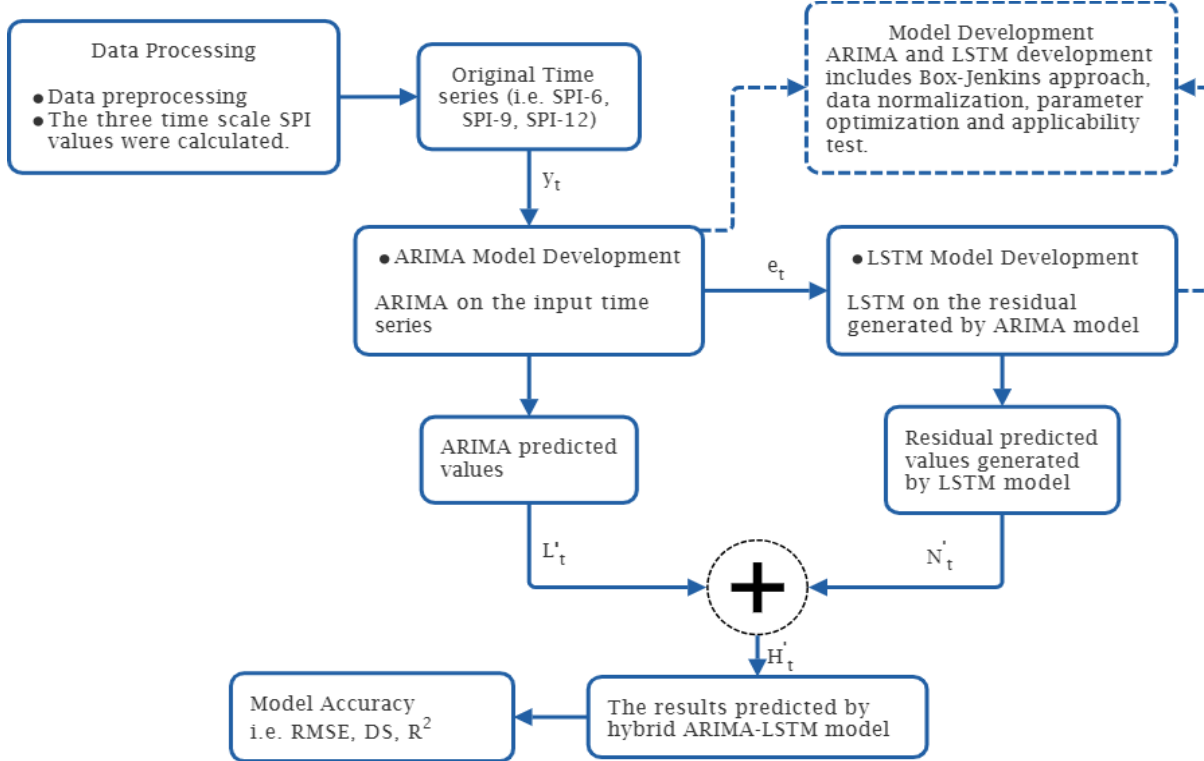 Data Processing
● Data preprocessing
● The three time scale SPI
values were calculated.
Original Time
series (i.e. SPI-6,
SPI-9, SPI-12)
Model Development
ARIMA and LSTM development
includes Box-Jenkins approach,
data normalization, parameter
optimization and applicability
test.
y_t
● ARIMA Model Development
ARIMA on the input time
series
e_t
● LSTM Model Development
LSTM on the residual
generated by ARIMA model
ARIMA predicted
values
Residual predicted
values generated
by LSTM model
L'_t
N'_t
+
H'_t
The results predicted by
hybrid ARIMA-LSTM model
Model Accuracy
i.e. RMSE, DS, R²